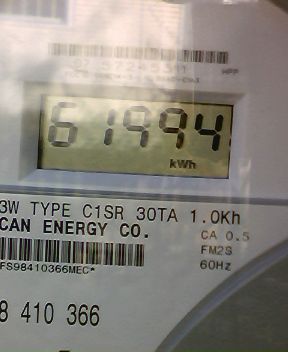 61994
kWh
3W TYPE C1SR 30TA 1.0Kh
CAN ENERGY CO.
CA 0.5
FM2S
60Hz
FS98410366MEC*
8 410 366